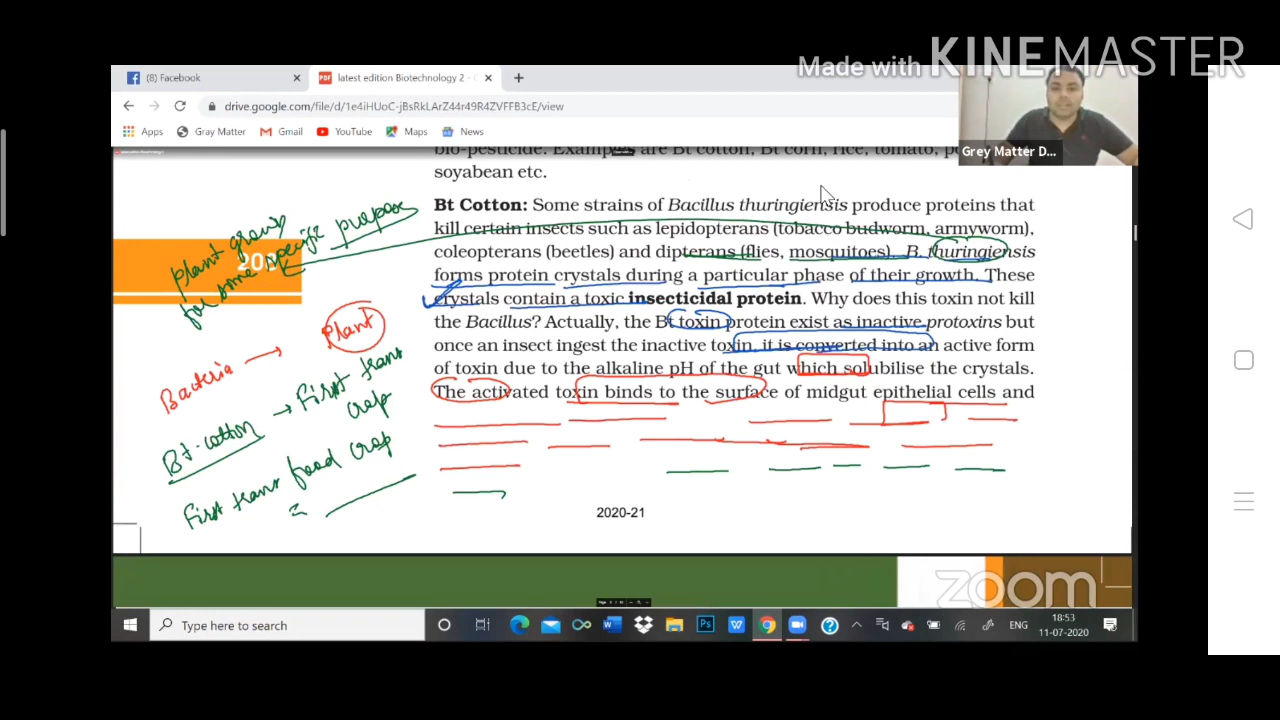 Made with KINEMASTER
(8) Facebook
latest edition Biotechnology 2 - G
drive.google.com/file/d/1e4iHUoC-jBsRkLArZ44r49R4ZVFFB3cE/view
Apps Gray Matter Gmail YouTube Maps News
Grey Matter D...
bio-pesticide. Examples are Bt cotton, Bt corn, rice, tomato,
soyabean etc.
Bt Cotton: Some strains of Bacillus thuringiensis produce proteins that
kill certain insects such as lepidopterans (tobacco budworm, armyworm),
coleopterans (beetles) and dipterans (flies, mosquitoes). B. thuringiensis
forms protein crystals during a particular phase of their growth. These
crystals contain a toxic insecticidal protein. Why does this toxin not kill
the Bacillus? Actually, the Bt toxin protein exist as inactive protoxins but
once an insect ingest the inactive toxin, it is converted into an active form
of toxin due to the alkaline pH of the gut which solubilise the crystals.
The activated toxin binds to the surface of midgut epithelial cells and
2020-21
Plant growing
for some specific purpose
Bacteria → Plant
Bt-cotton → First trans
crop
First trans food crop
=
zoom
Type here to search
ENG
18:53
11-07-2020